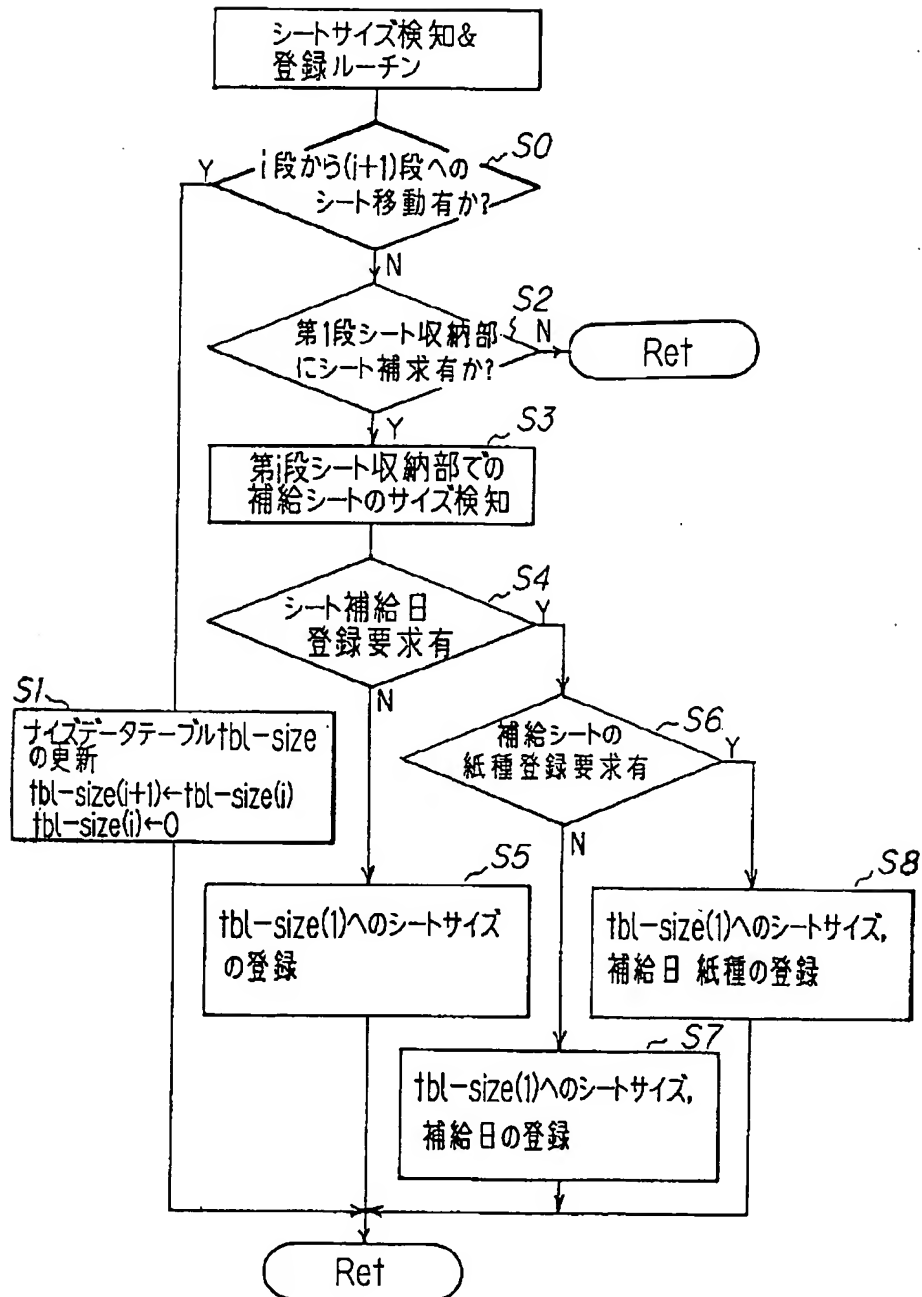 シートサイズ検知&
登録ルーチン
S0
i段から(i+1)段への
シート移動有か?
Y
N
S2
第1段シート収納部
にシート補求有か?
N
Ret
Y
S3
第i段シート収納部での
補給シートのサイズ検知
S4
シート補給日
登録要求有
Y
N
S1
サイズデータテーブルtbl-size
の更新
tbl-size(i+1)←tbl-size(i)
tbl-size(i)←0
S6
補給シートの
紙種登録要求有
Y
N
S5
tbl-size(1)へのシートサイズ
の登録
S8
tbl-size(1)へのシートサイズ,
補給日 紙種の登録
S7
tbl-size(1)へのシートサイズ,
補給日の登録
Ret